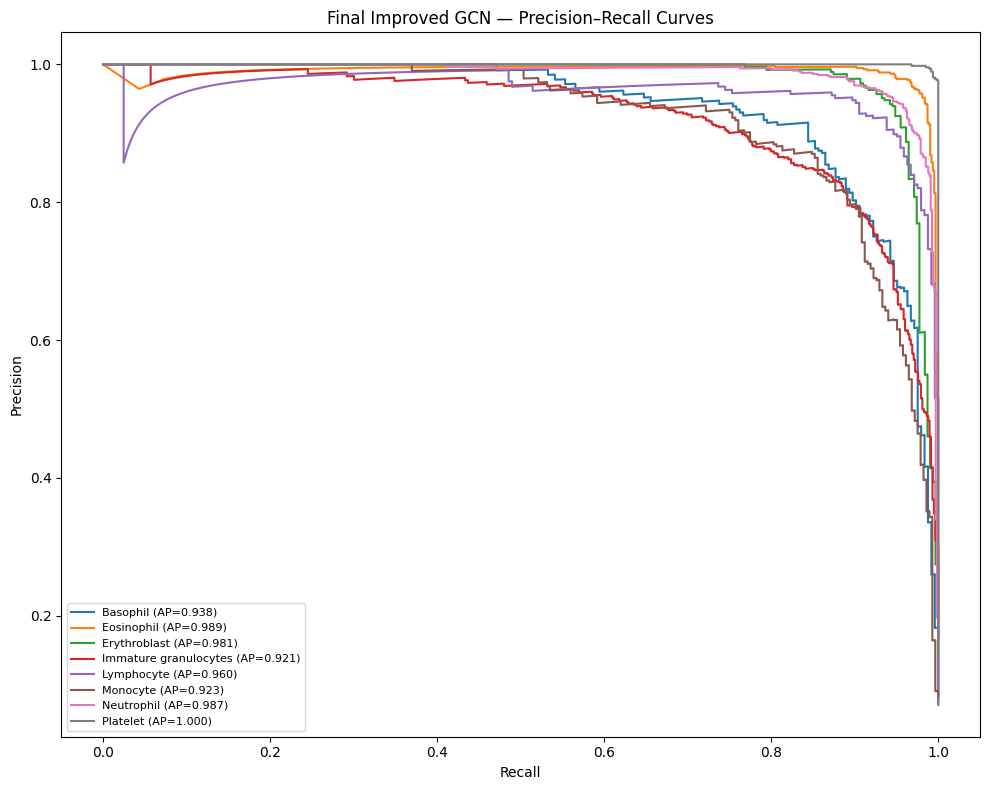 Final Improved GCN — Precision–Recall Curves
Precision
1.0
0.8
0.6
0.4
0.2
Basophil (AP=0.938)
Eosinophil (AP=0.989)
Erythroblast (AP=0.981)
Immature granulocytes (AP=0.921)
Lymphocyte (AP=0.960)
Monocyte (AP=0.923)
Neutrophil (AP=0.987)
Platelet (AP=1.000)
0.0 0.2 0.4 0.6 0.8 1.0
Recall